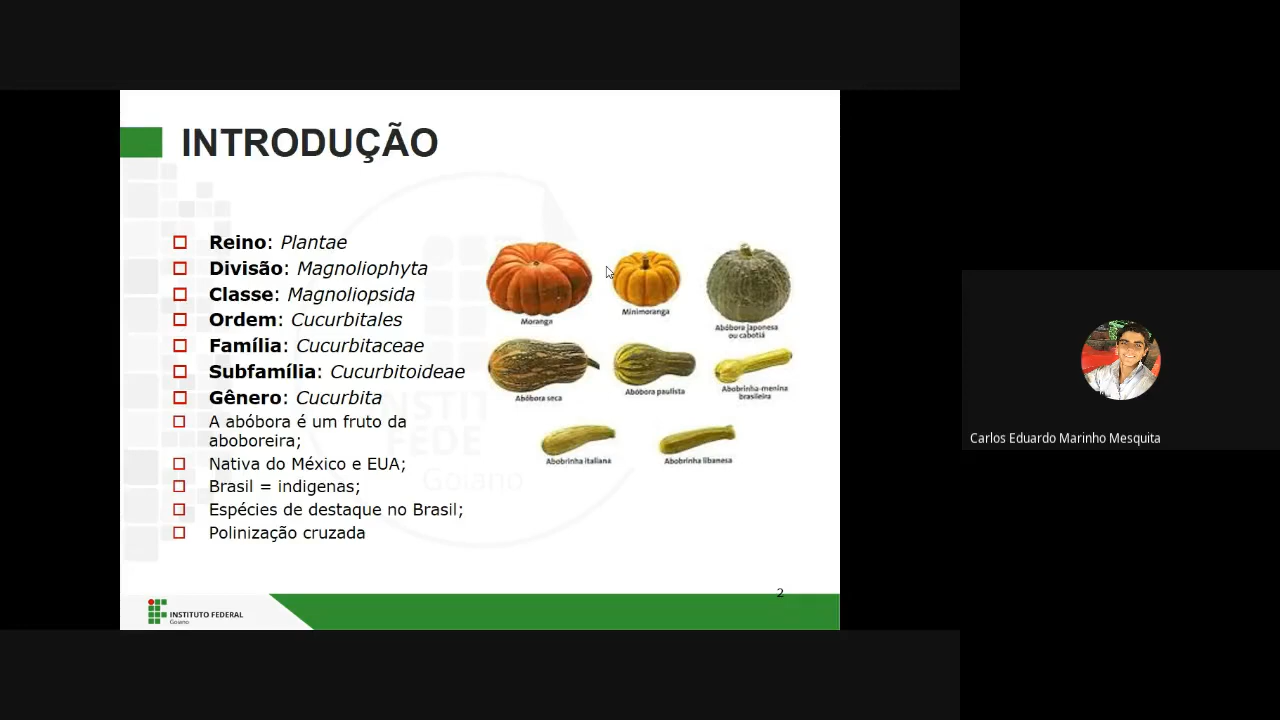 INTRODUÇÃO
Reino: Plantae
Divisão: Magnoliophyta
Classe: Magnoliopsida
Ordem: Cucurbitales
Família: Cucurbitaceae
Subfamília: Cucurbitoideae
Gênero: Cucurbita
A abóbora é um fruto da
aboboreira;
Nativa do México e EUA;
Brasil = indigenas;
Espécies de destaque no Brasil;
Polinização cruzada
Moranga
Minimoranga
Abóbora japonesa
ou cabotiá
Abóbora seca
Abóbora paulista
Abobrinha-menina
brasileira
Abobrinha italiana
Abobrinha libanesa
INSTIT
FEDE
Goiano
2
INSTITUTO FEDERAL
Goiano
Carlos Eduardo Marinho Mesquita